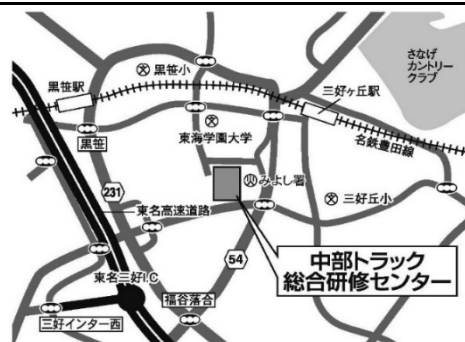 さなげ
カントリー
クラブ
黒笹小
黒笹駅
三好ヶ丘駅
名鉄豊田線
東海学園大学
黒笹
みよし署
三好丘小
231
東名高速道路
54
中部トラック
総合研修センター
東名三好I.C
福谷落合
三好インター西